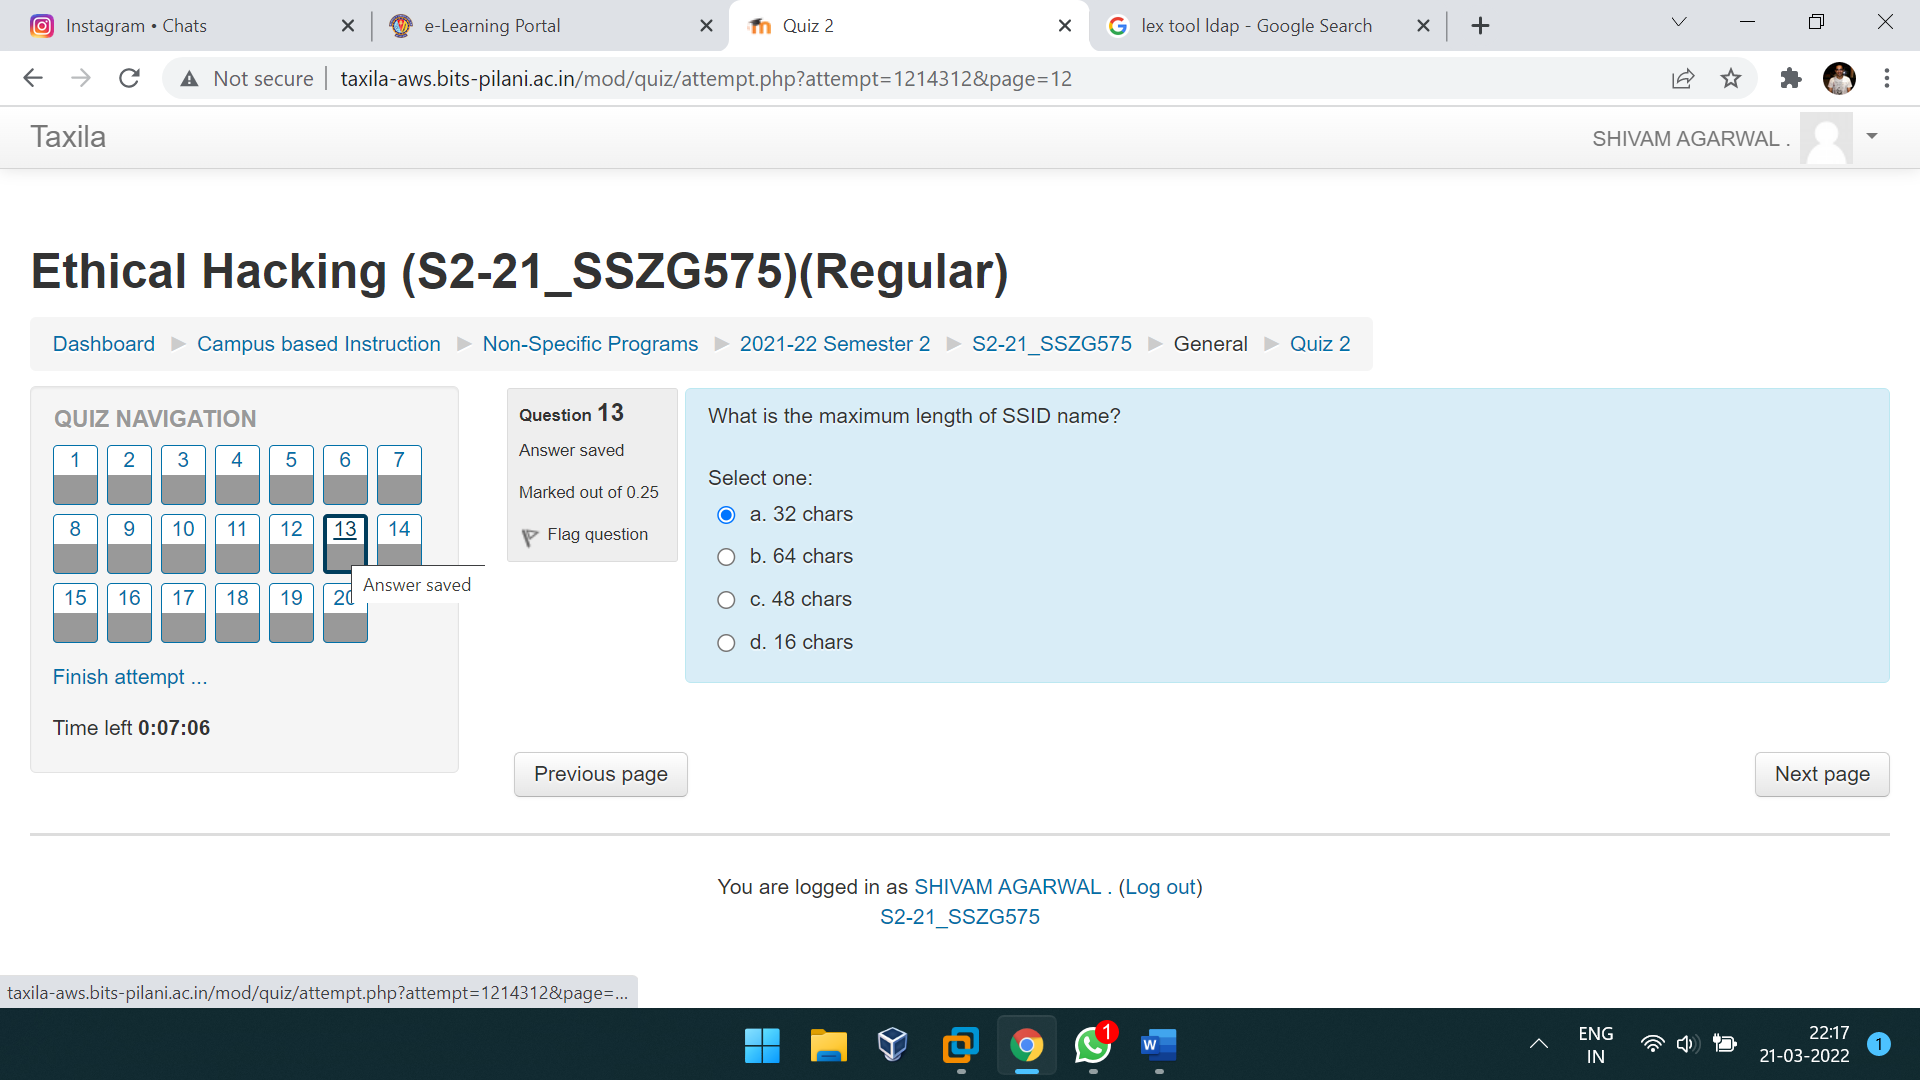 Instagram • Chats
e-Learning Portal
Quiz 2
lex tool ldap - Google Search
Not secure
taxila-aws.bits-pilani.ac.in/mod/quiz/attempt.php?attempt=1214312&page=12
Taxila
SHIVAM AGARWAL .
Ethical Hacking (S2-21_SSZG575)(Regular)
Dashboard
Campus based Instruction
Non-Specific Programs
2021-22 Semester 2
S2-21_SSZG575
General
Quiz 2
QUIZ NAVIGATION
1 2 3 4 5 6 7
8 9 10 11 12 13 14
15 16 17 18 19 20
Answer saved
Finish attempt ...
Time left 0:07:06
Question 13
Answer saved
Marked out of 0.25
Flag question
What is the maximum length of SSID name?
Select one:
a. 32 chars
b. 64 chars
c. 48 chars
d. 16 chars
Previous page
Next page
You are logged in as SHIVAM AGARWAL . (Log out)
S2-21_SSZG575
taxila-aws.bits-pilani.ac.in/mod/quiz/attempt.php?attempt=1214312&page=...
1
W
ENG
IN
22:17
21-03-2022
1